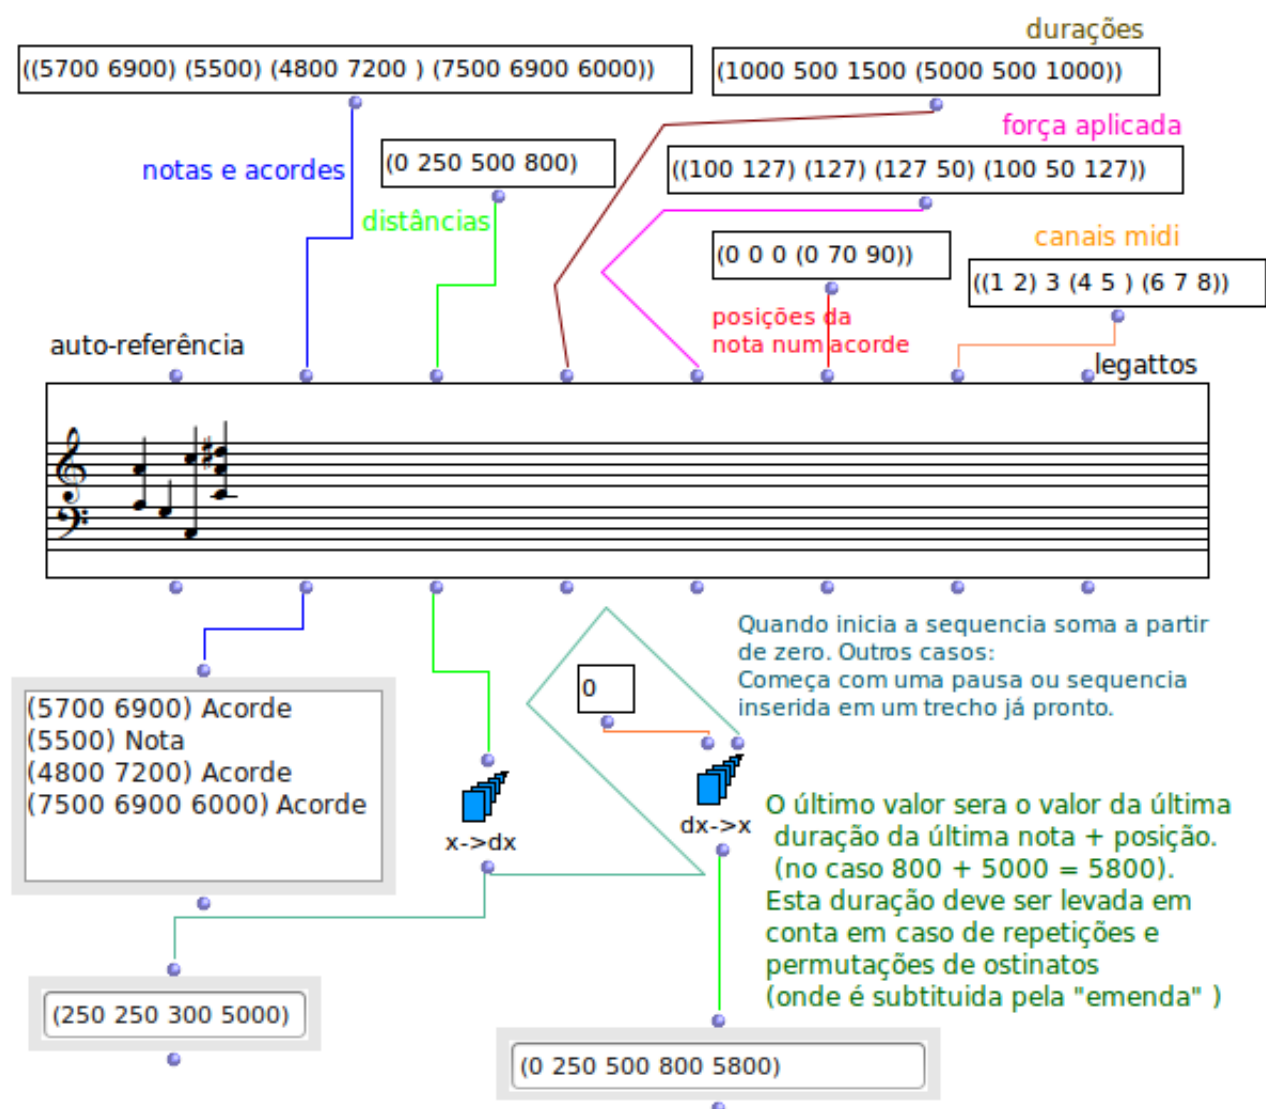 durações
((5700 6900) (5500) (4800 7200 ) (7500 6900 6000))
(1000 500 1500 (5000 500 1000))
força aplicada
notas e acordes
(0 250 500 800)
((100 127) (127) (127 50) (100 50 127))
distâncias
canais midi
(0 0 0 (0 70 90))
((1 2) 3 (4 5 ) (6 7 8))
posições da
nota num acorde
auto-referência
legattos
Quando inicia a sequencia soma a partir
de zero. Outros casos:
Começa com uma pausa ou sequencia
inserida em um trecho já pronto.
0
(5700 6900) Acorde
(5500) Nota
(4800 7200) Acorde
(7500 6900 6000) Acorde
x->dx
dx->x
O último valor sera o valor da última
duração da última nota + posição.
(no caso 800 + 5000 = 5800).
Esta duração deve ser levada em
conta em caso de repetições e
permutações de ostinatos
(onde é subtituida pela "emenda" )
(250 250 300 5000)
(0 250 500 800 5800)